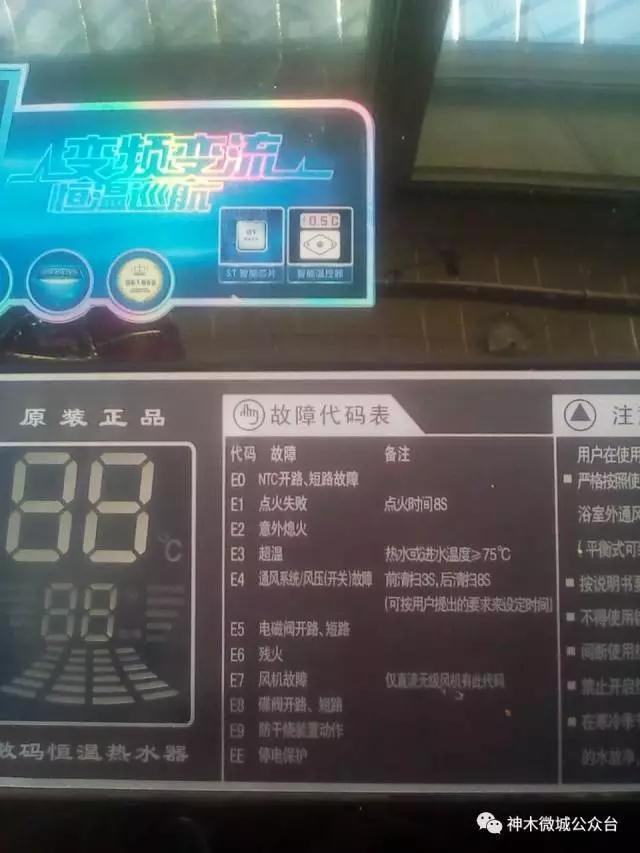 变频变流
恒温巡航
0.5C
ST 智能芯片
智能温控器
原装正品
88
℃
88
数码恒温热水器
故障代码表
代码 故障 备注
E0 NTC开路、短路故障
E1 点火失败 点火时间8S
E2 意外熄火
E3 超温 热水或进水温度≥75℃
E4 通风系统/风压(开关)故障 前清扫3S,后清扫8S
(可按用户提出的要求来设定时间)
E5 电磁阀开路、短路
E6 残火
E7 风机故障 仅直流无级风机有此代码
E8 碟阀开路、短路
E9 防干烧装置动作
EE 停电保护
注
用户在使用
■ 严格按照使
浴室外通风
(平衡式可
■ 按说明书要
■ 不得使用
■ 间断使用
■ 禁止开启
■ 在寒冷季
的水放净,
神木微城公众台